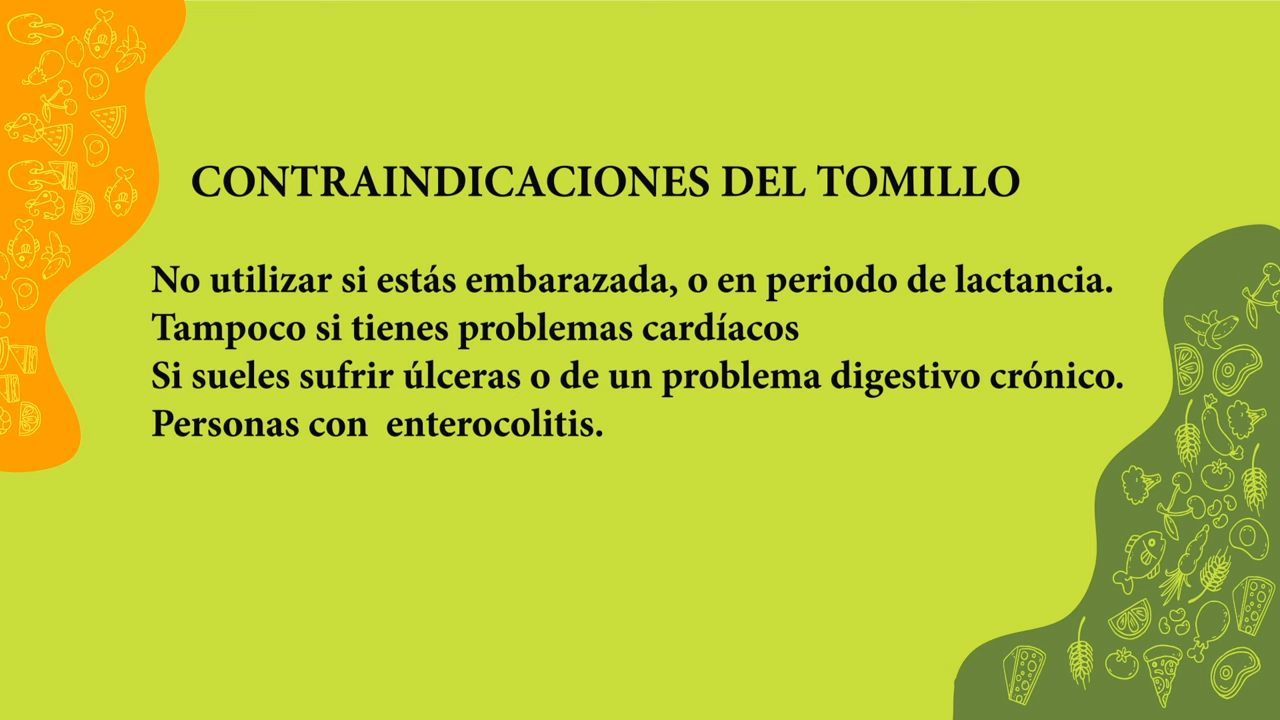 CONTRAINDICACIONES DEL TOMILLO
No utilizar si estás embarazada, o en periodo de lactancia.
Tampoco si tienes problemas cardíacos
Si sueles sufrir úlceras o de un problema digestivo crónico.
Personas con  enterocolitis.